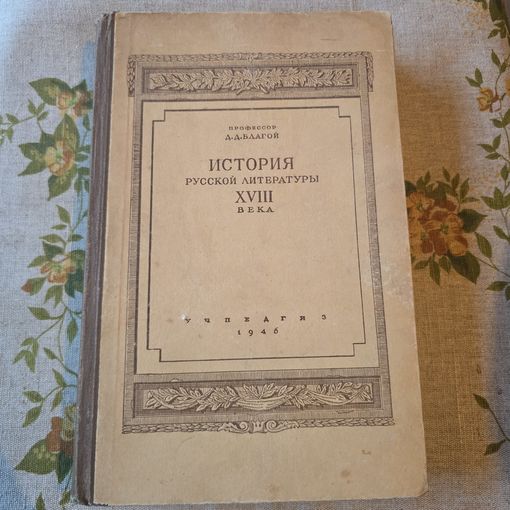 ПРОФЕССОР
Д.Д.БЛАГОЙ
ИСТОРИЯ
РУССКОЙ ЛИТЕРАТУРЫ
XVIII
ВЕКА
УЧПЕДГИЗ
1946